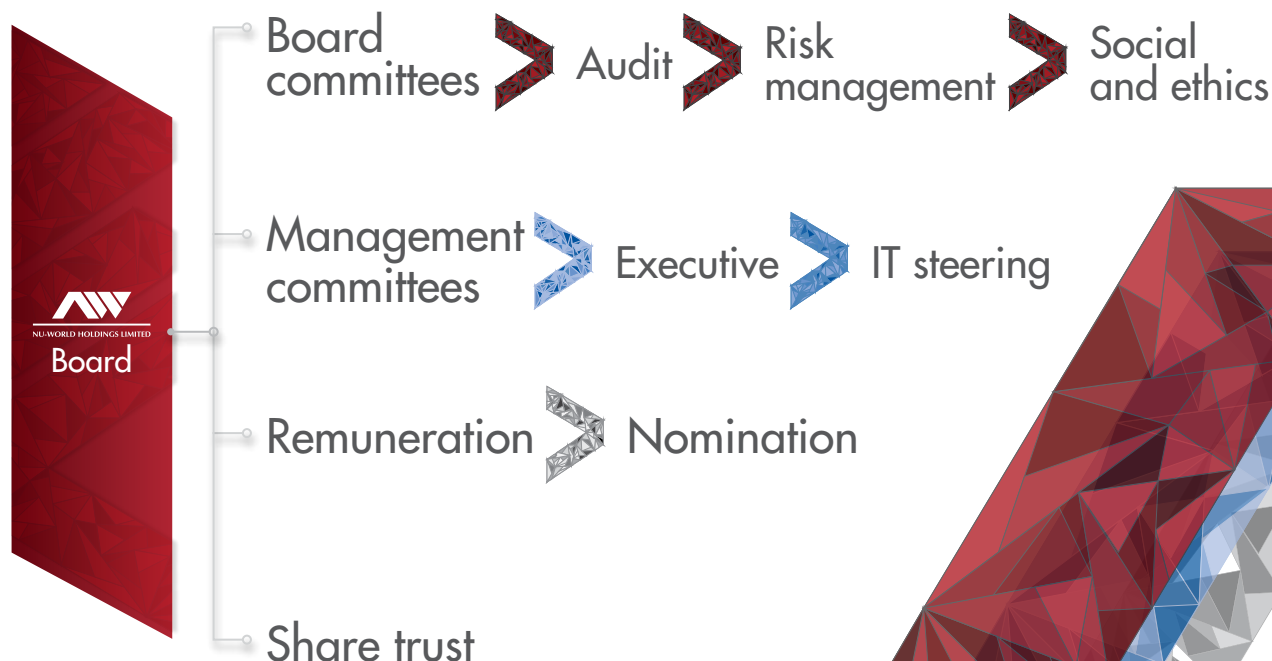 Board
committees
Audit
Risk
management
Social
and ethics
Management
committees
Executive
IT steering
NU-WORLD HOLDINGS LIMITED
Board
Remuneration
Nomination
Share trust